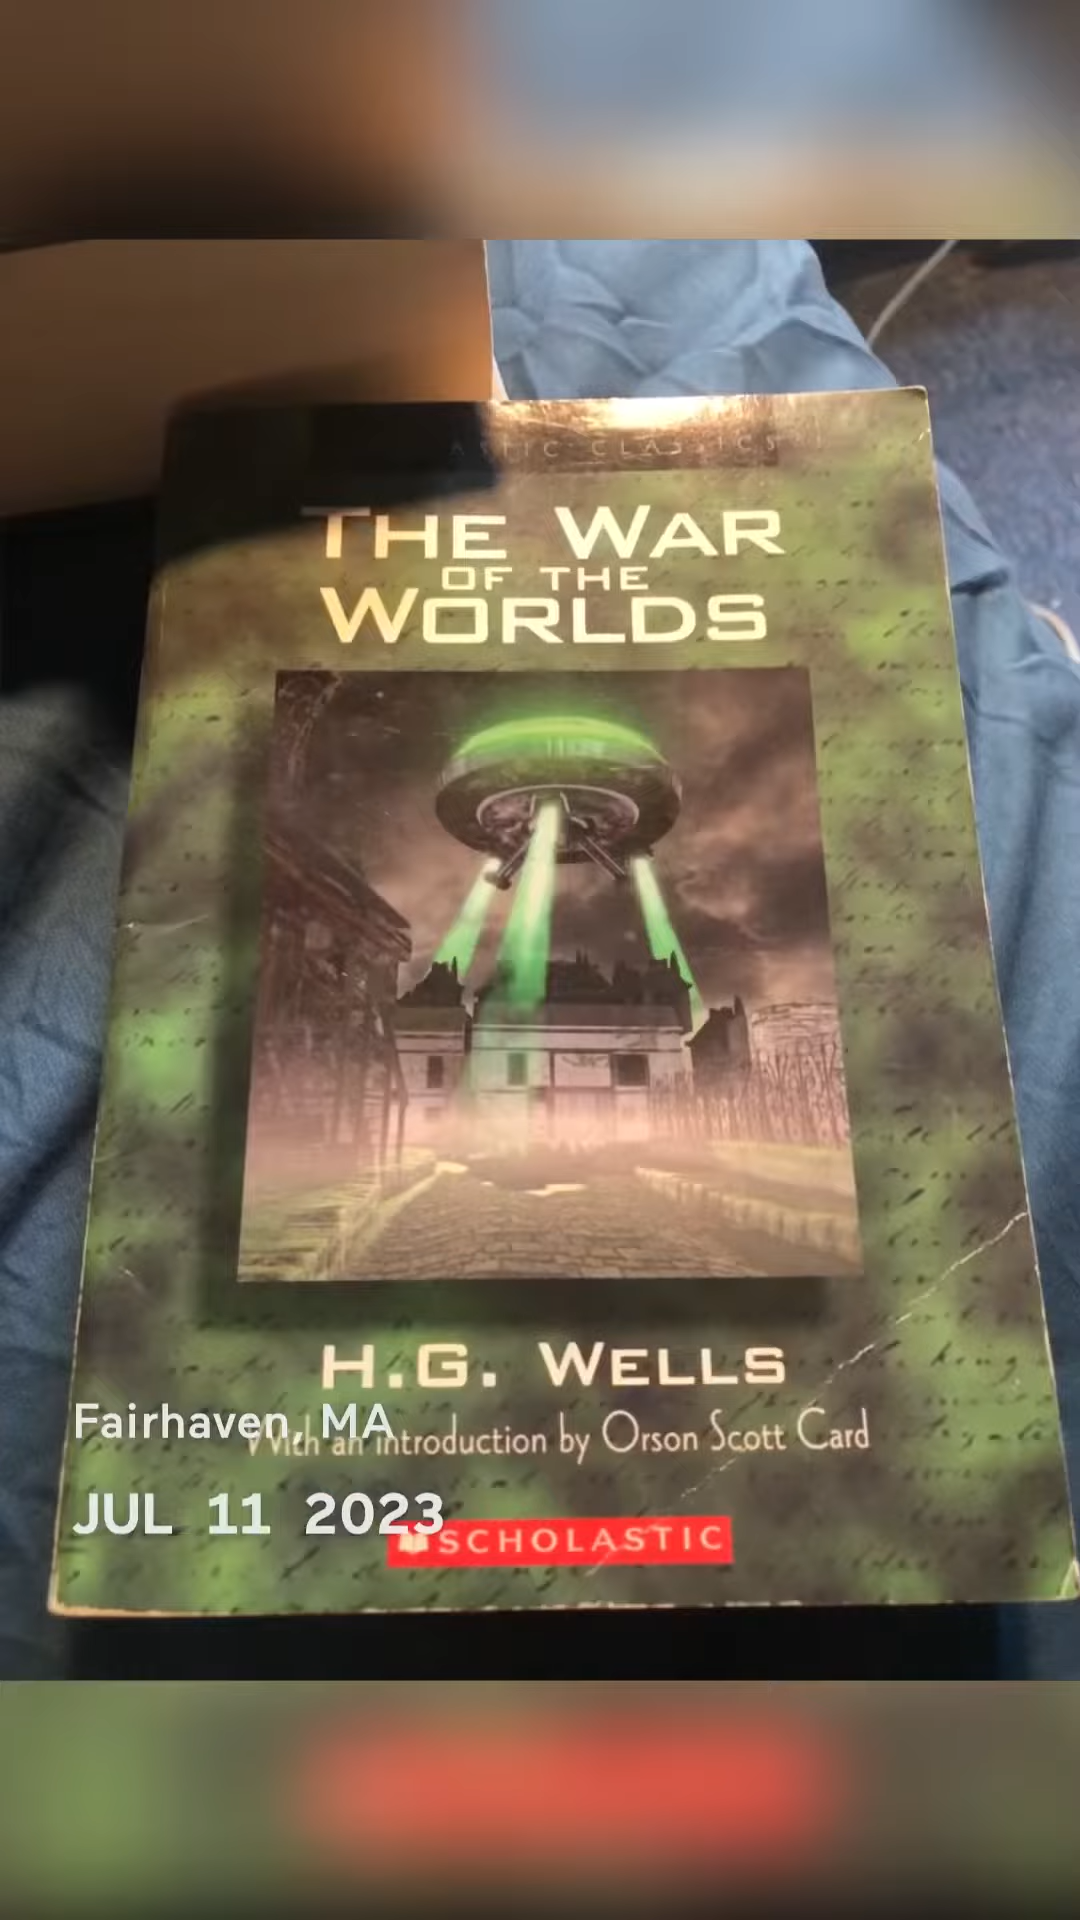 CLASSICS
THE WAR
OF THE
WORLDS
H.G. WELLS
Fairhaven, MA
With an introduction by Orson Scott Card
JUL 11 2023
SCHOLASTIC